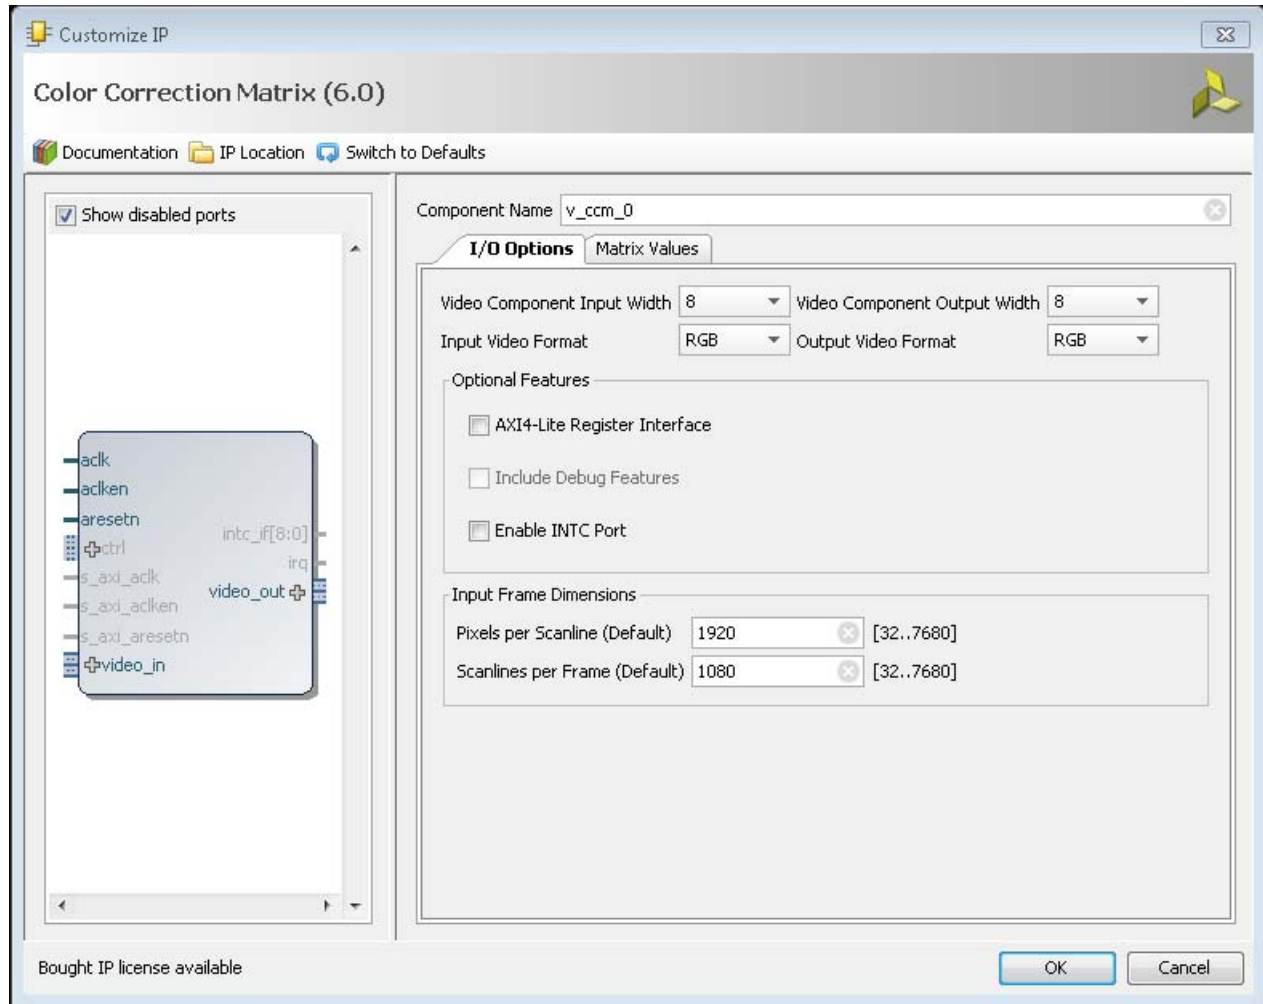 Customize IP
Color Correction Matrix (6.0)
Documentation IP Location Switch to Defaults
Show disabled ports
aclk
aclken
aresetn
ctrl
s_axi_aclk
s_axi_aclken
s_axi_aresetn
video_in
intc_if[8:0]
irq
video_out
Component Name v_ccm_0
I/O Options Matrix Values
Video Component Input Width 8 Video Component Output Width 8
Input Video Format RGB Output Video Format RGB
Optional Features
AXI4-Lite Register Interface
Include Debug Features
Enable INTC Port
Input Frame Dimensions
Pixels per Scanline (Default) 1920 [32..7680]
Scanlines per Frame (Default) 1080 [32..7680]
Bought IP license available
OK Cancel